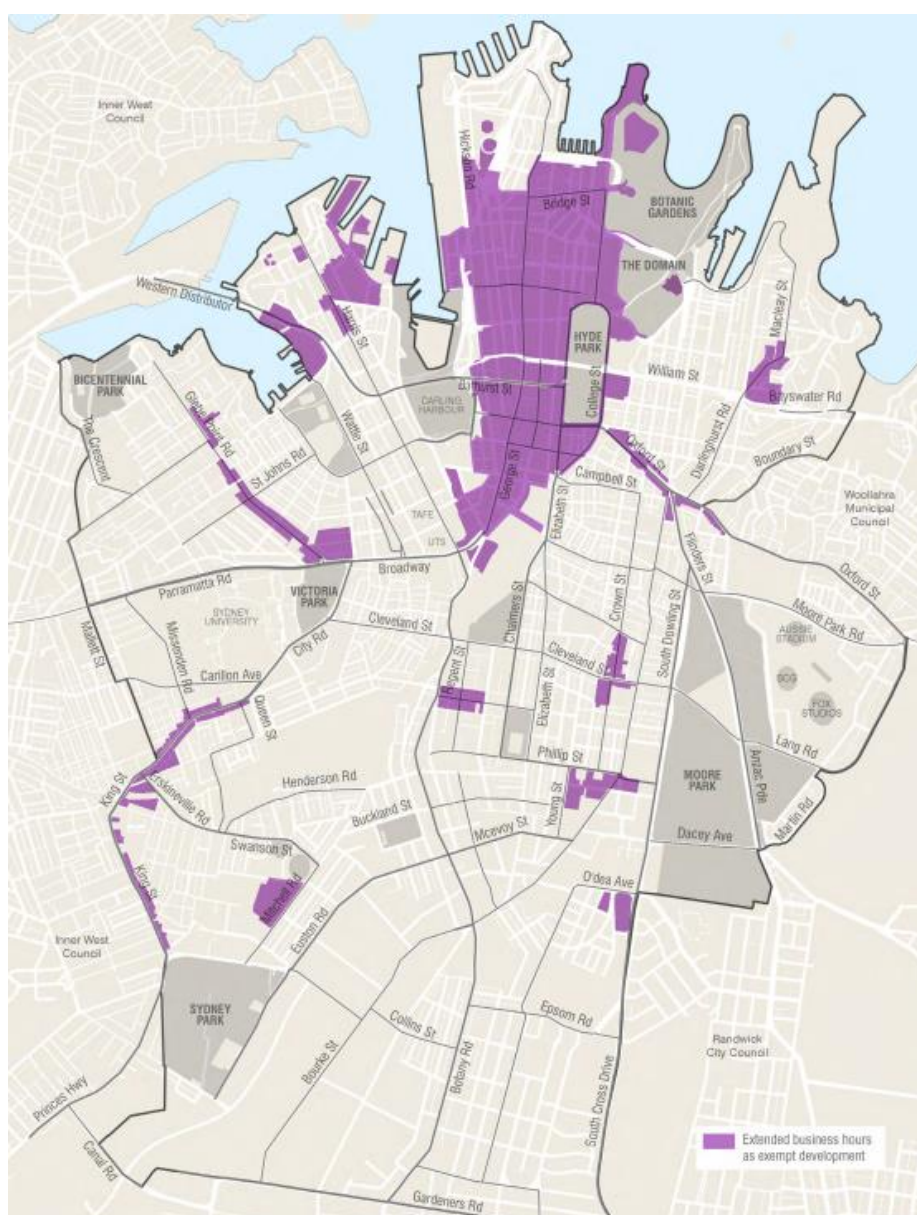 Inner West
Council
Hickson Rd
Bridge St
BOTANIC
GARDENS
THE DOMAIN
Western Distributor
Harris St
Macleay St
HYDE
PARK
William St
BICENTENNIAL
PARK
Bathurst St
College St
Bayswater Rd
Glebe Point Rd
DARLING
HARBOUR
The Crescent
Wattle St
Darlinghurst Rd
St Johns Rd
George St
Oxford St
Boundary St
Campbell St
Elizabeth St
Woollahra
Municipal
Council
TAFE
UTS
Broadway
Flinders St
Parramatta Rd
VICTORIA
PARK
Oxford St
Crown St
Chalmers St
Moore Park Rd
SYDNEY
UNIVERSITY
Cleveland St
South Dowling St
AUSSIE
STADIUM
Missenden Rd
City Rd
Mallett St
Cleveland St
Carillon Ave
Regent St
Elizabeth St
SCG
Queen St
FOX
STUDIOS
Lang Rd
Phillip St
Anzac Pde
King St
Erskineville Rd
Henderson Rd
MOORE
PARK
Young St
Martin Rd
Buckland St
Mcevoy St
Dacey Ave
Swanson St
King St
O'dea Ave
Mitchell Rd
Euston Rd
Inner West
Council
SYDNEY
PARK
Epsom Rd
Collins St
Randwick
City Council
Bourke St
Botany Rd
South Cross Drive
Princes Hwy
Canal Rd
Extended business hours
as exempt development
Gardeners Rd